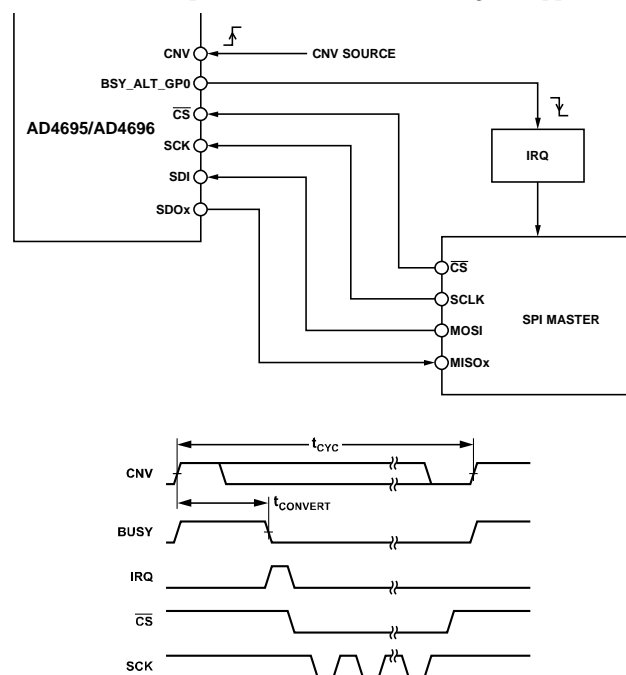 CNV
CNV SOURCE
BSY_ALT_GP0
CS
AD4695/AD4696
SCK
IRQ
SDI
SDOx
CS
SCLK
SPI MASTER
MOSI
MISOx
tCYC
CNV
tCONVERT
BUSY
IRQ
CS
SCK